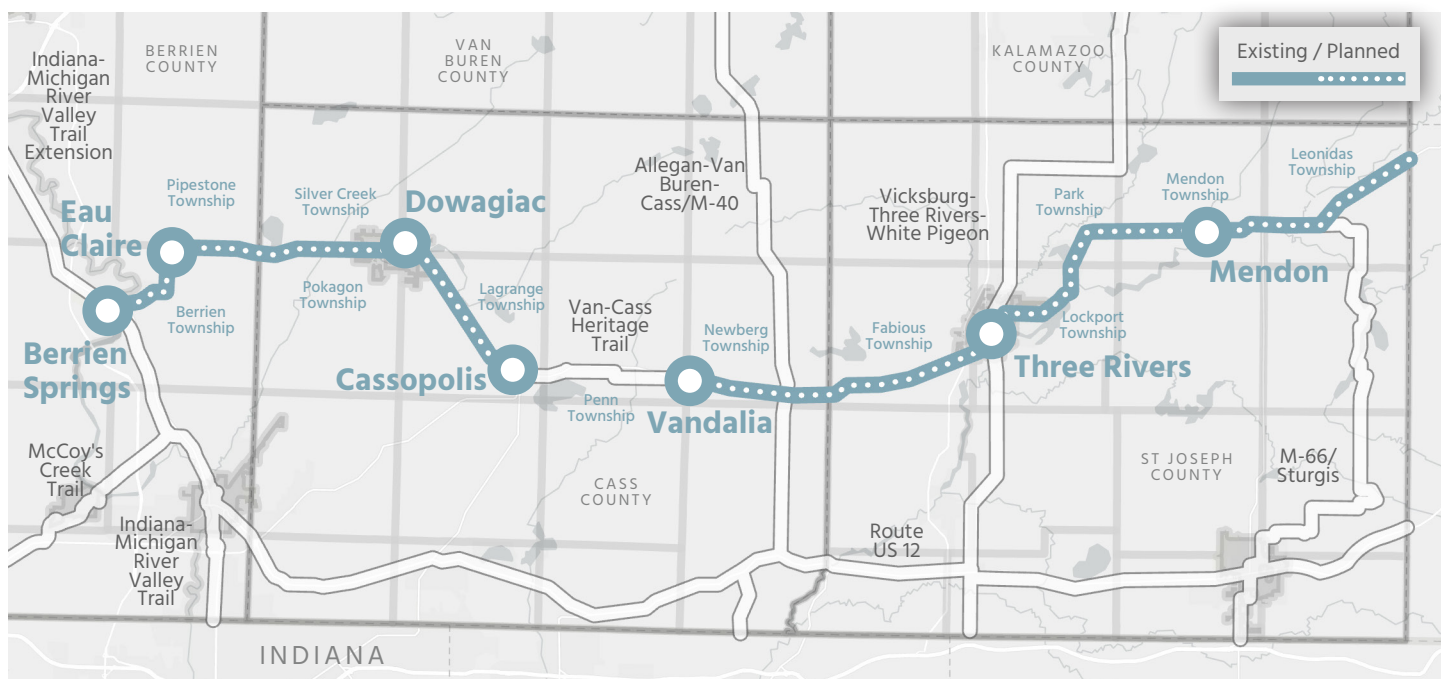 Indiana-
Michigan
River
Valley
Trail
Extension
BERRIEN
COUNTY
VAN
BUREN
COUNTY
KALAMAZOO
COUNTY
Existing / Planned
Pipestone
Township
Silver Creek
Township
Dowagiac
Allegan-Van
Buren-
Cass/M-40
Vicksburg-
Three Rivers-
White Pigeon
Park
Township
Mendon
Township
Leonidas
Township
Eau
Claire
Berrien
Township
Pokagon
Township
Lagrange
Township
Van-Cass
Heritage
Trail
Newberg
Township
Fabious
Township
Lockport
Township
Mendon
Berrien
Springs
Cassopolis
Penn
Township
Vandalia
Three Rivers
McCoy's
Creek
Trail
CASS
COUNTY
ST JOSEPH
COUNTY
M-66/
Sturgis
Indiana-
Michigan
River
Valley
Trail
Route
US 12
INDIANA